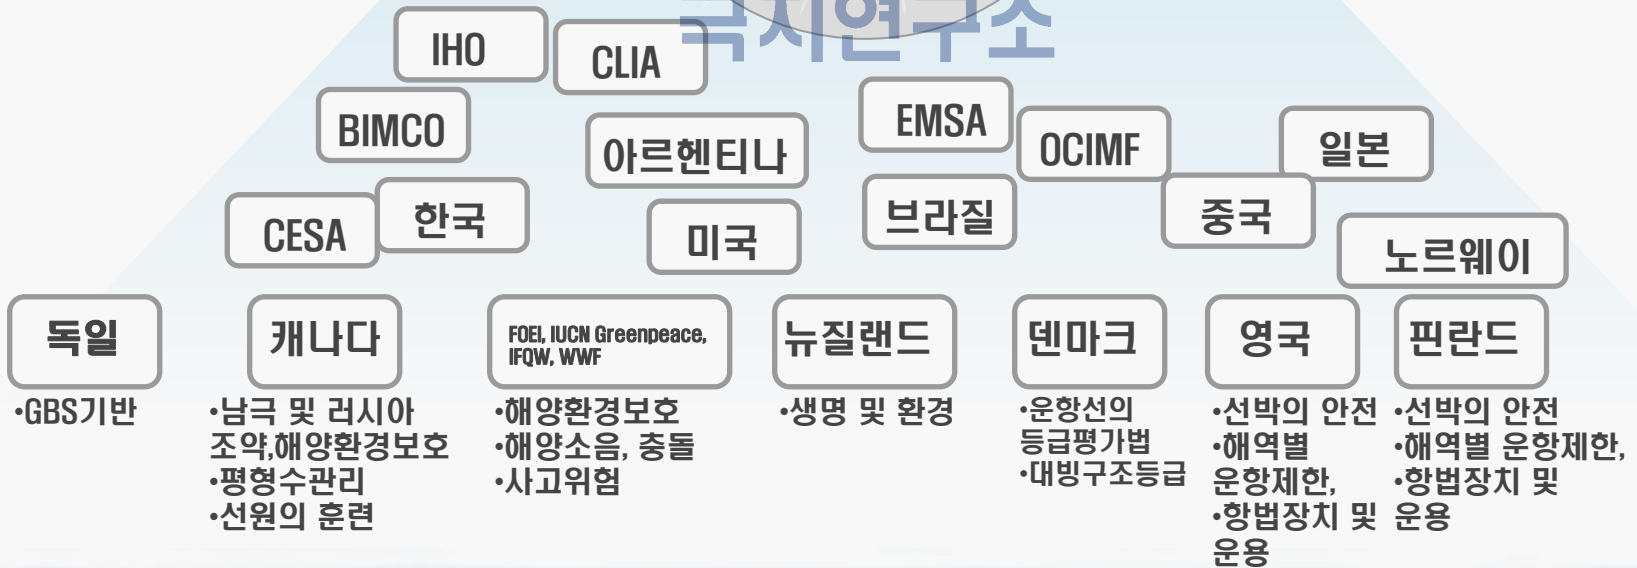 극지연구소
IHO
CLIA
BIMCO
아르헨티나
EMSA
OCIMF
일본
CESA
한국
미국
브라질
중국
노르웨이
독일
•GBS기반
캐나다
•남극 및 러시아
조약,해양환경보호
•평형수관리
•선원의 훈련
FOEI, IUCN Greenpeace,
IFQW, WWF
•해양환경보호
•해양소음, 충돌
•사고위험
뉴질랜드
•생명 및 환경
덴마크
•운항선의
등급평가법
•대빙구조등급
영국
•선박의 안전
•해역별
운항제한,
•항법장치 및
운용
핀란드
•선박의 안전
•해역별 운항제한,
•항법장치 및
운용